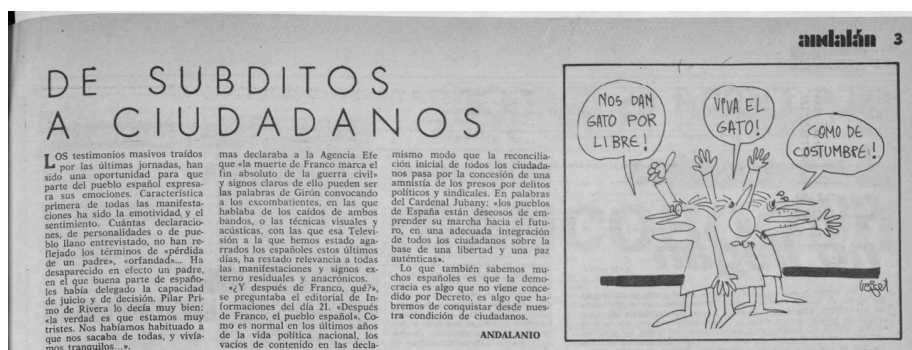 andalán 3
DE SUBDITOS
A CIUDADANOS
LOS testimonios masivos traídos
por las últimas jornadas, han
sido una oportunidad para que
parte del pueblo español expresa-
ra sus emociones. Característica
primera de todas las manifesta-
ciones ha sido la emotividad, y el
sentimiento. Cuántas declaracio-
nes, de personalidades o de pue-
blo llano entrevistado, no han re-
flejado los términos de «pérdida
de un padre», «orfandad»... Ha
desaparecido en efecto un padre,
en el que buena parte de españo-
les había delegado la capacidad
de juicio y de decisión. Pilar Pri-
mo de Rivera lo decía muy bien:
«la verdad es que estamos muy
tristes. Nos habíamos habituado a
que nos sacaba de todas, y vivía-
mos tranquilos...».
mas declaraba a la Agencia Efe
que «la muerte de Franco marca el
fin absoluto de la guerra civil»
y signos claros de ello pueden ser
las palabras de Girón convocando
a los excombatientes, en las que
hablaba de los caídos de ambos
bandos, o las técnicas visuales y
acústicas, con las que esa Televi-
sión a la que hemos estado aga-
rrados los españoles estos últimos
días, ha restado relevancia a todas
las manifestaciones y signos ex-
terno residuales y anacrónicos.
«¿Y después de Franco, qué?»,
se preguntaba el editorial de In-
formaciones del día 21. «Después
de Franco, el pueblo español». Co-
mo es normal en los últimos años
de la vida política nacional, los
vacíos de contenido en las decla-
mismo modo que la reconcilia-
ción inicial de todos los ciudada-
nos pasa por la concesión de una
amnistía de los presos por delitos
políticos y sindicales. En palabras
del Cardenal Jubany: «los pueblos
de España están deseosos de em-
prender su marcha hacia el futu-
ro, en una adecuada integración
de todos los ciudadanos sobre la
base de una libertad y una paz
auténticas».
Lo que también sabemos mu-
chos españoles es que la demo-
cracia es algo que no viene conce-
dido por Decreto, es algo que ha-
bremos de conquistar desde nues-
tra condición de ciudadanos.
ANDALANIO
NOS DAN
GATO POR
LIBRE!
VIVA EL
GATO!
COMO DE
COSTUMBRE!!